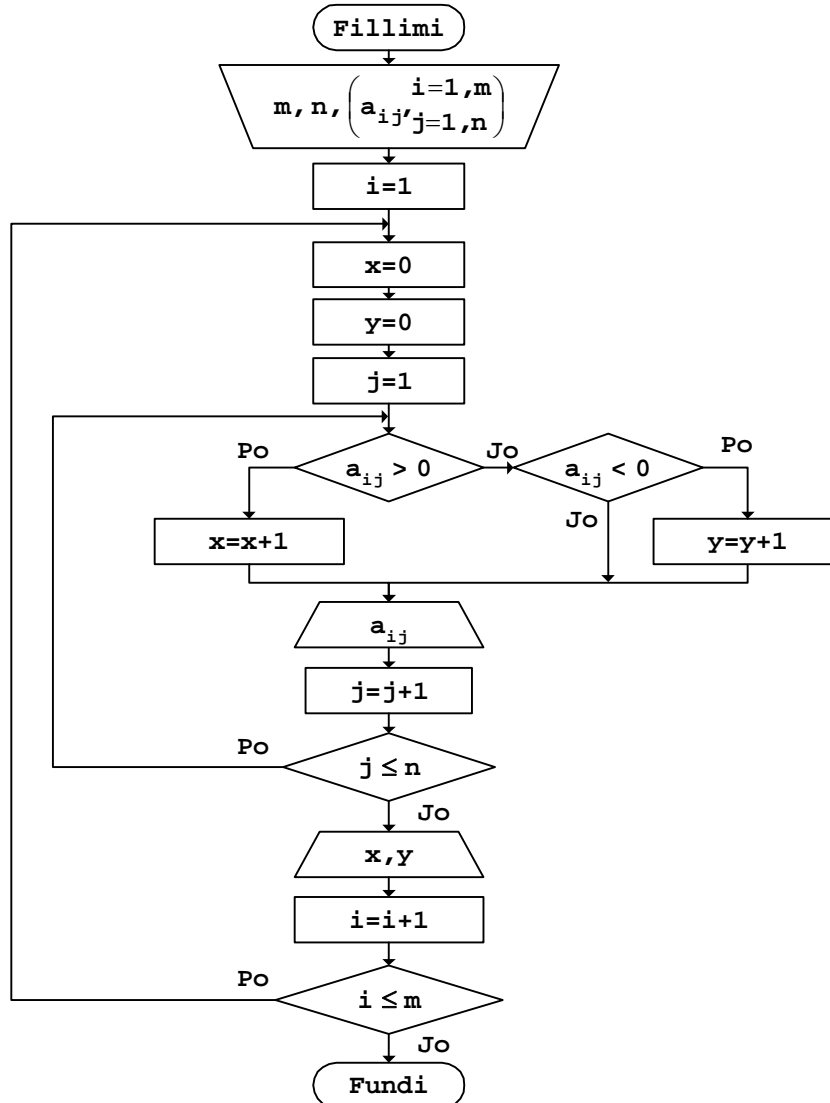 Fillimi
m,n,(a_ij, i=1,m
j=1,n)
i=1
x=0
y=0
j=1
Po
a_ij > 0
Jo
a_ij < 0
Po
x=x+1
Jo
y=y+1
a_ij
j=j+1
Po
j ≤ n
Jo
x,y
i=i+1
Po
i ≤ m
Jo
Fundi